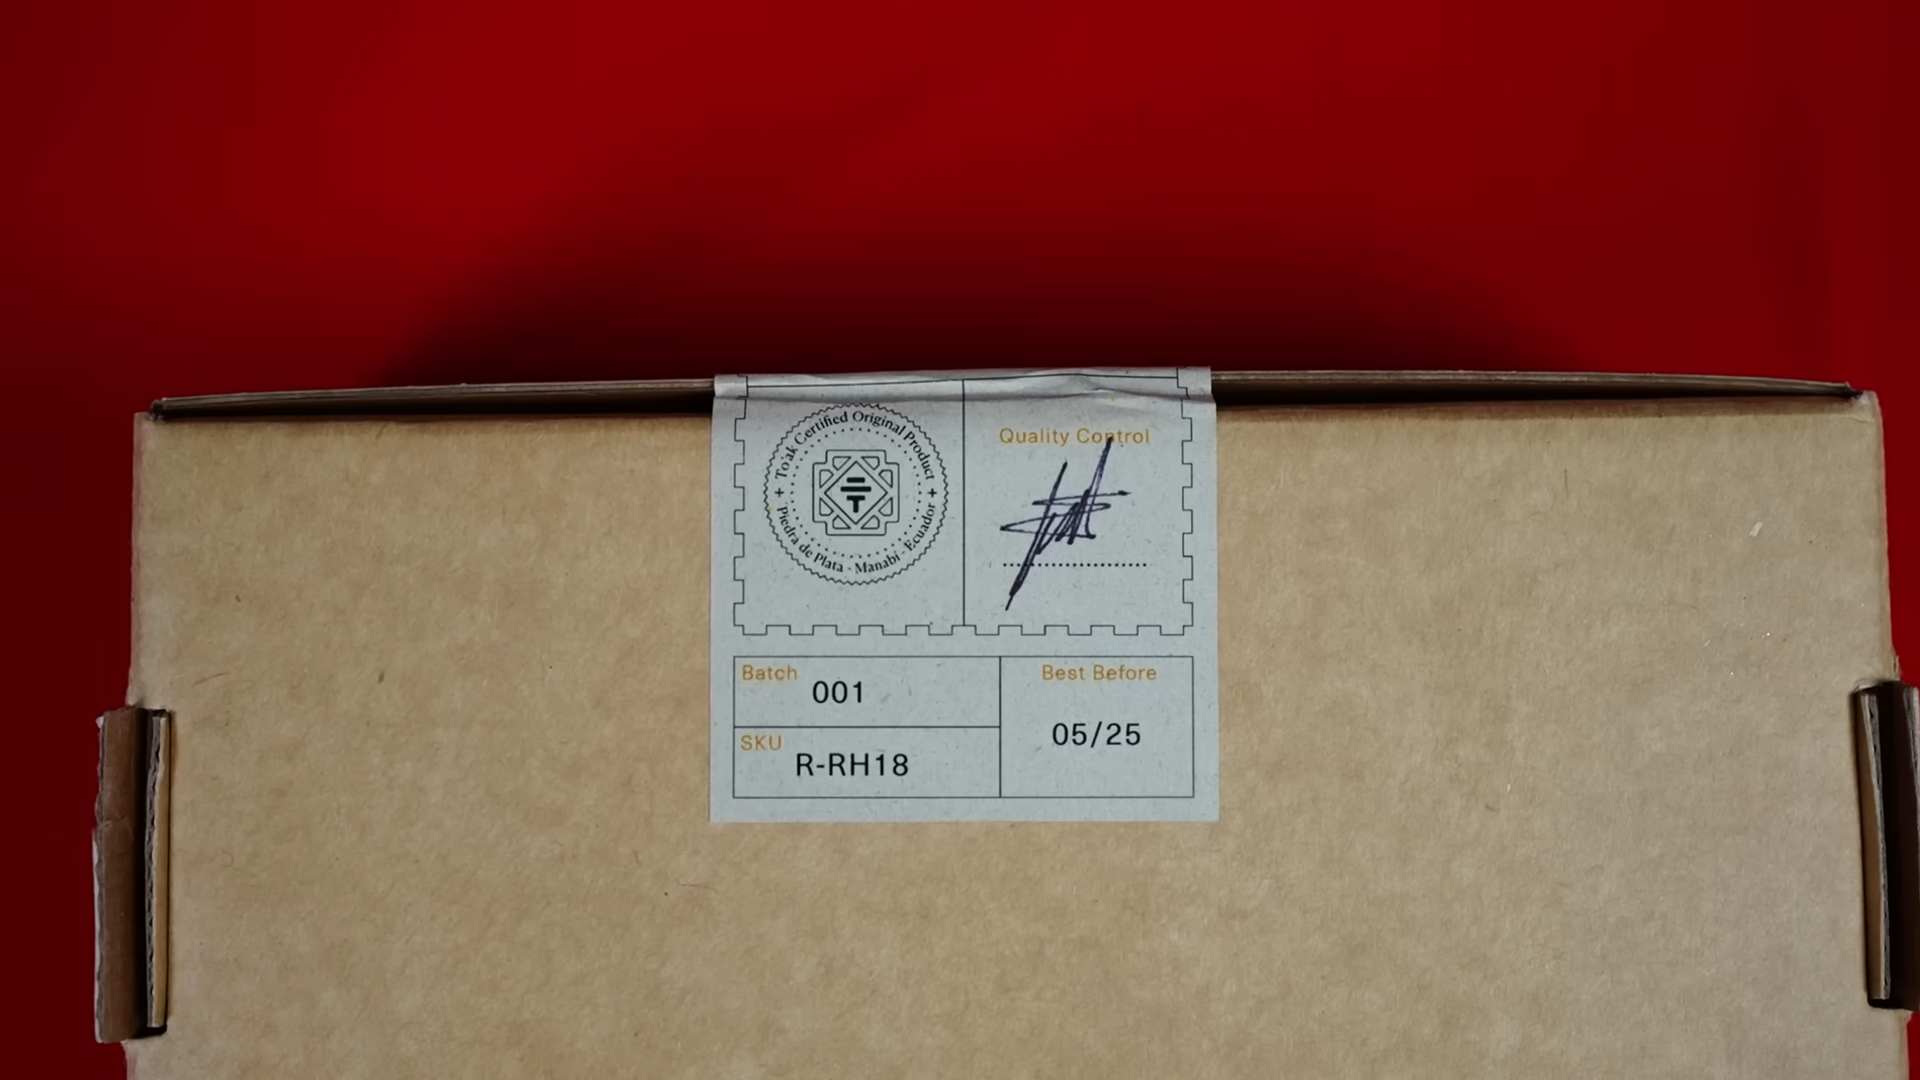 To'ak Certified Original Product
Piedra de Plata - Manabi - Ecuador
Quality Control
Batch
001
SKU
R-RH18
Best Before
05/25